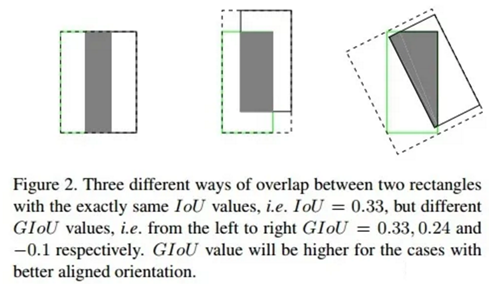 Figure 2. Three different ways of overlap between two rectangles
with the exactly same IoU values, i.e. IoU = 0.33, but different
GIoU values, i.e. from the left to right GIoU = 0.33, 0.24 and
−0.1 respectively. GIoU value will be higher for the cases with
better aligned orientation.